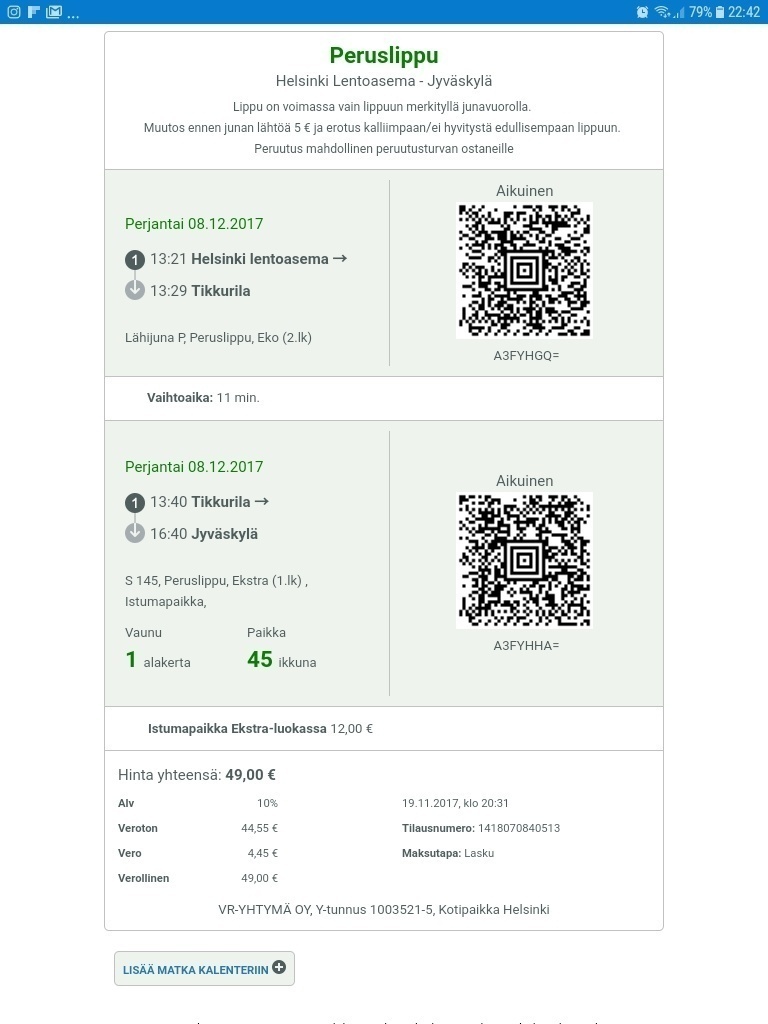 ... 79% 22:42
Peruslippu
Helsinki Lentoasema - Jyväskylä
Lippu on voimassa vain lippuun merkityllä junavuorolla.
Muutos ennen junan lähtöä 5 € ja erotus kalliimpaan/ei hyvitystä edullisempaan lippuun.
Peruutus mahdollinen peruutusturvan ostaneille
Perjantai 08.12.2017
1 13:21 Helsinki lentoasema →
13:29 Tikkurila
Lähijuna P, Peruslippu, Eko (2.lk)
Aikuinen
A3FYHGQ=
Vaihtoaika: 11 min.
Perjantai 08.12.2017
1 13:40 Tikkurila →
16:40 Jyväskylä
S 145, Peruslippu, Ekstra (1.lk) ,
Istumapaikka,
Vaunu Paikka
1 alakerta 45 ikkuna
Aikuinen
A3FYHHA=
Istumapaikka Ekstra-luokassa 12,00 €
Hinta yhteensä: 49,00 €
Alv 10% 19.11.2017, klo 20:31
Veroton 44,55 € Tilausnumero: 1418070840513
Vero 4,45 € Maksutapa: Lasku
Verollinen 49,00 €
VR-YHTYMÄ OY, Y-tunnus 1003521-5, Kotipaikka Helsinki
LISÄÄ MATKA KALENTERIIN